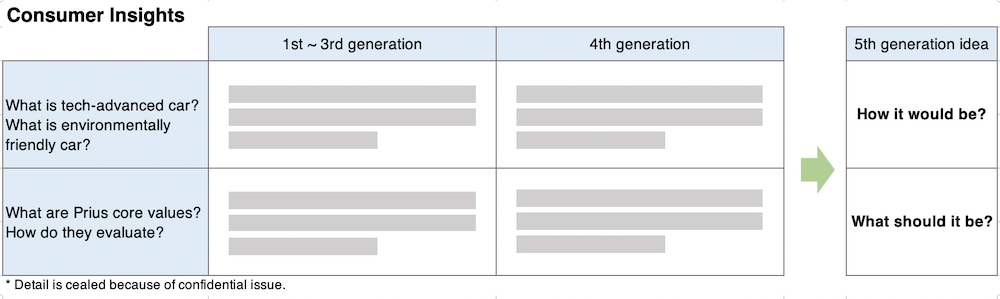 Consumer Insights
1st ~ 3rd generation
4th generation
5th generation idea
What is tech-advanced car?
What is environmentally
friendly car?
How it would be?
What are Prius core values?
How do they evaluate?
What should it be?
* Detail is cealed because of confidential issue.